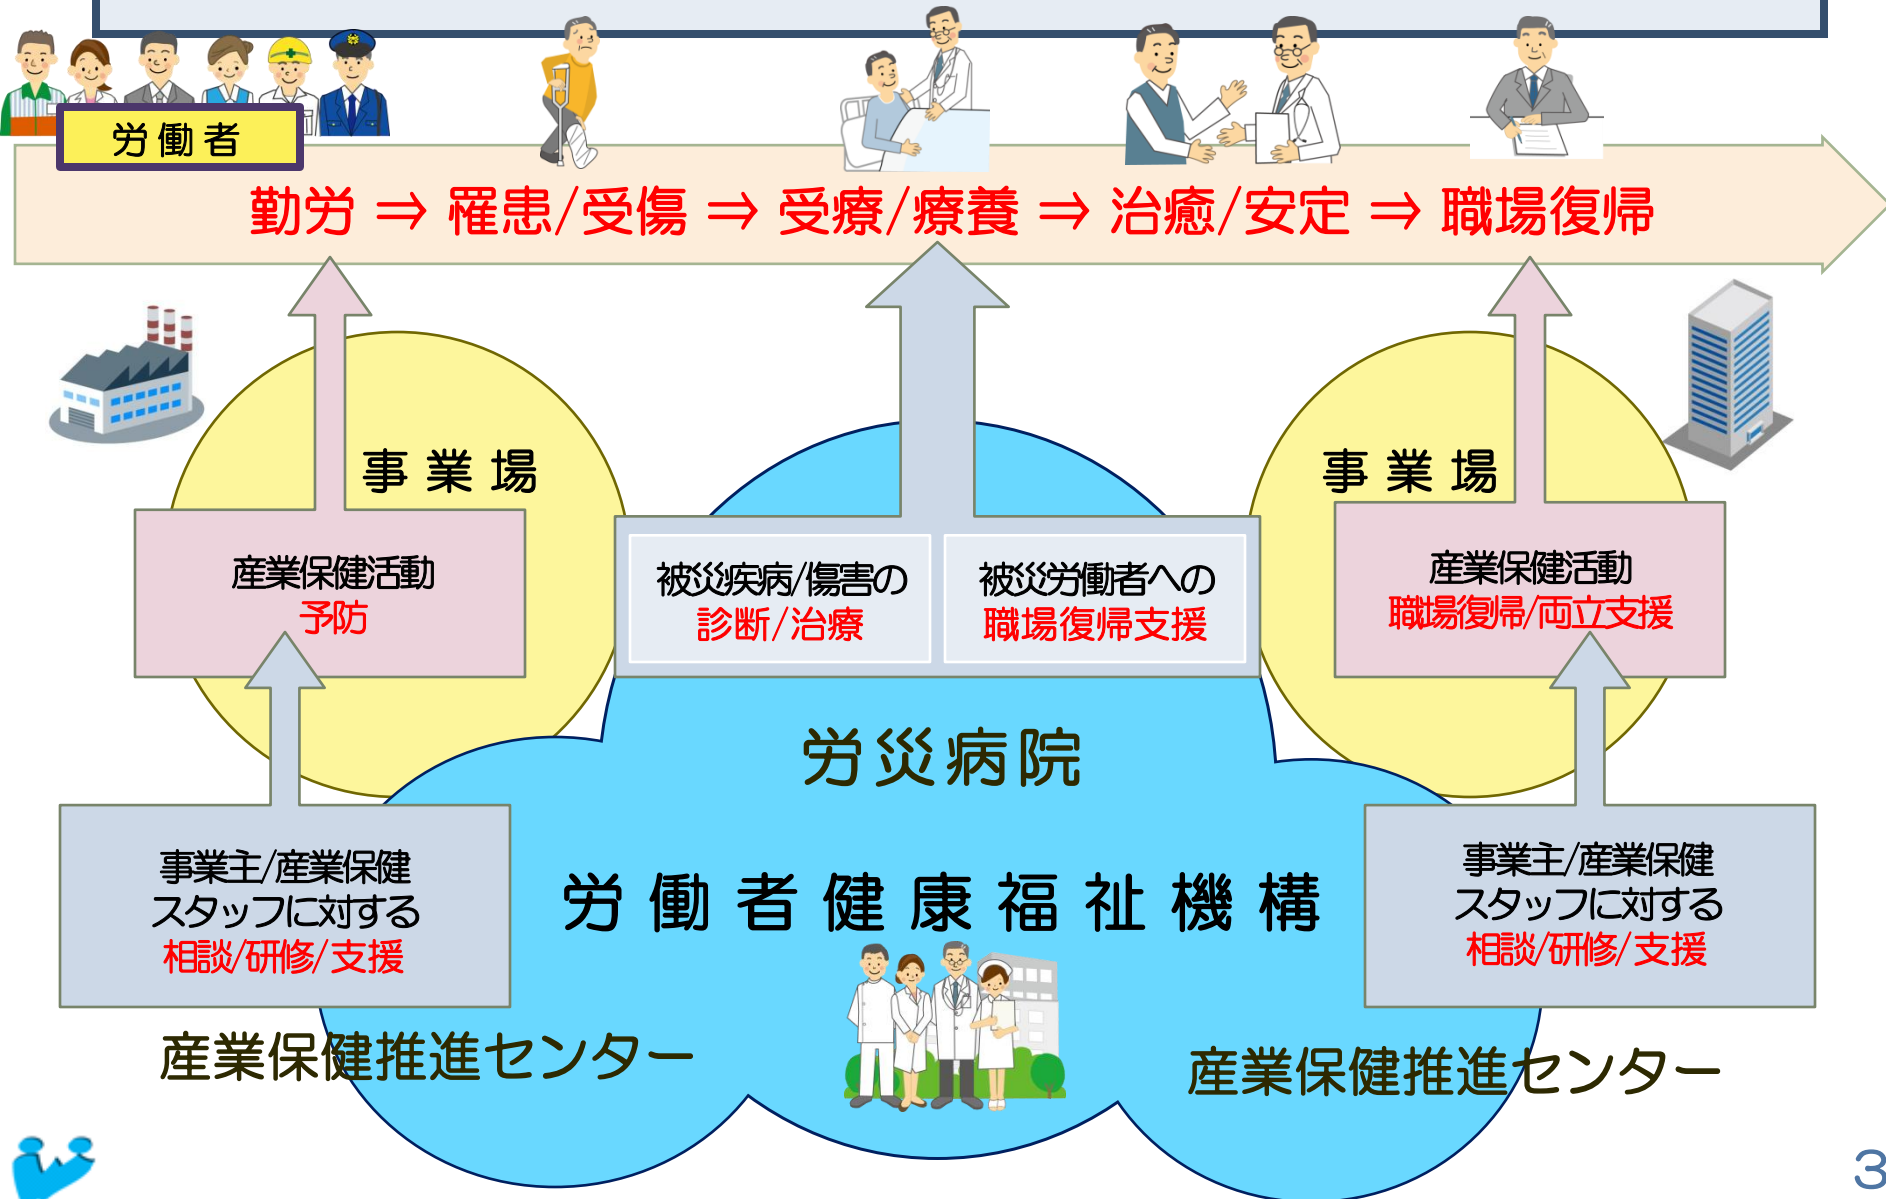 労働者
勤労 ⇒ 罹患/受傷 ⇒ 受療/療養 ⇒ 治癒/安定 ⇒ 職場復帰
事業場
産業保健活動
予防
被災疾病/傷害の
診断/治療
被災労働者への
職場復帰支援
事業場
産業保健活動
職場復帰/両立支援
労災病院
事業主/産業保健
スタッフに対する
相談/研修/支援
労働者健康福祉機構
事業主/産業保健
スタッフに対する
相談/研修/支援
産業保健推進センター
産業保健推進センター
3